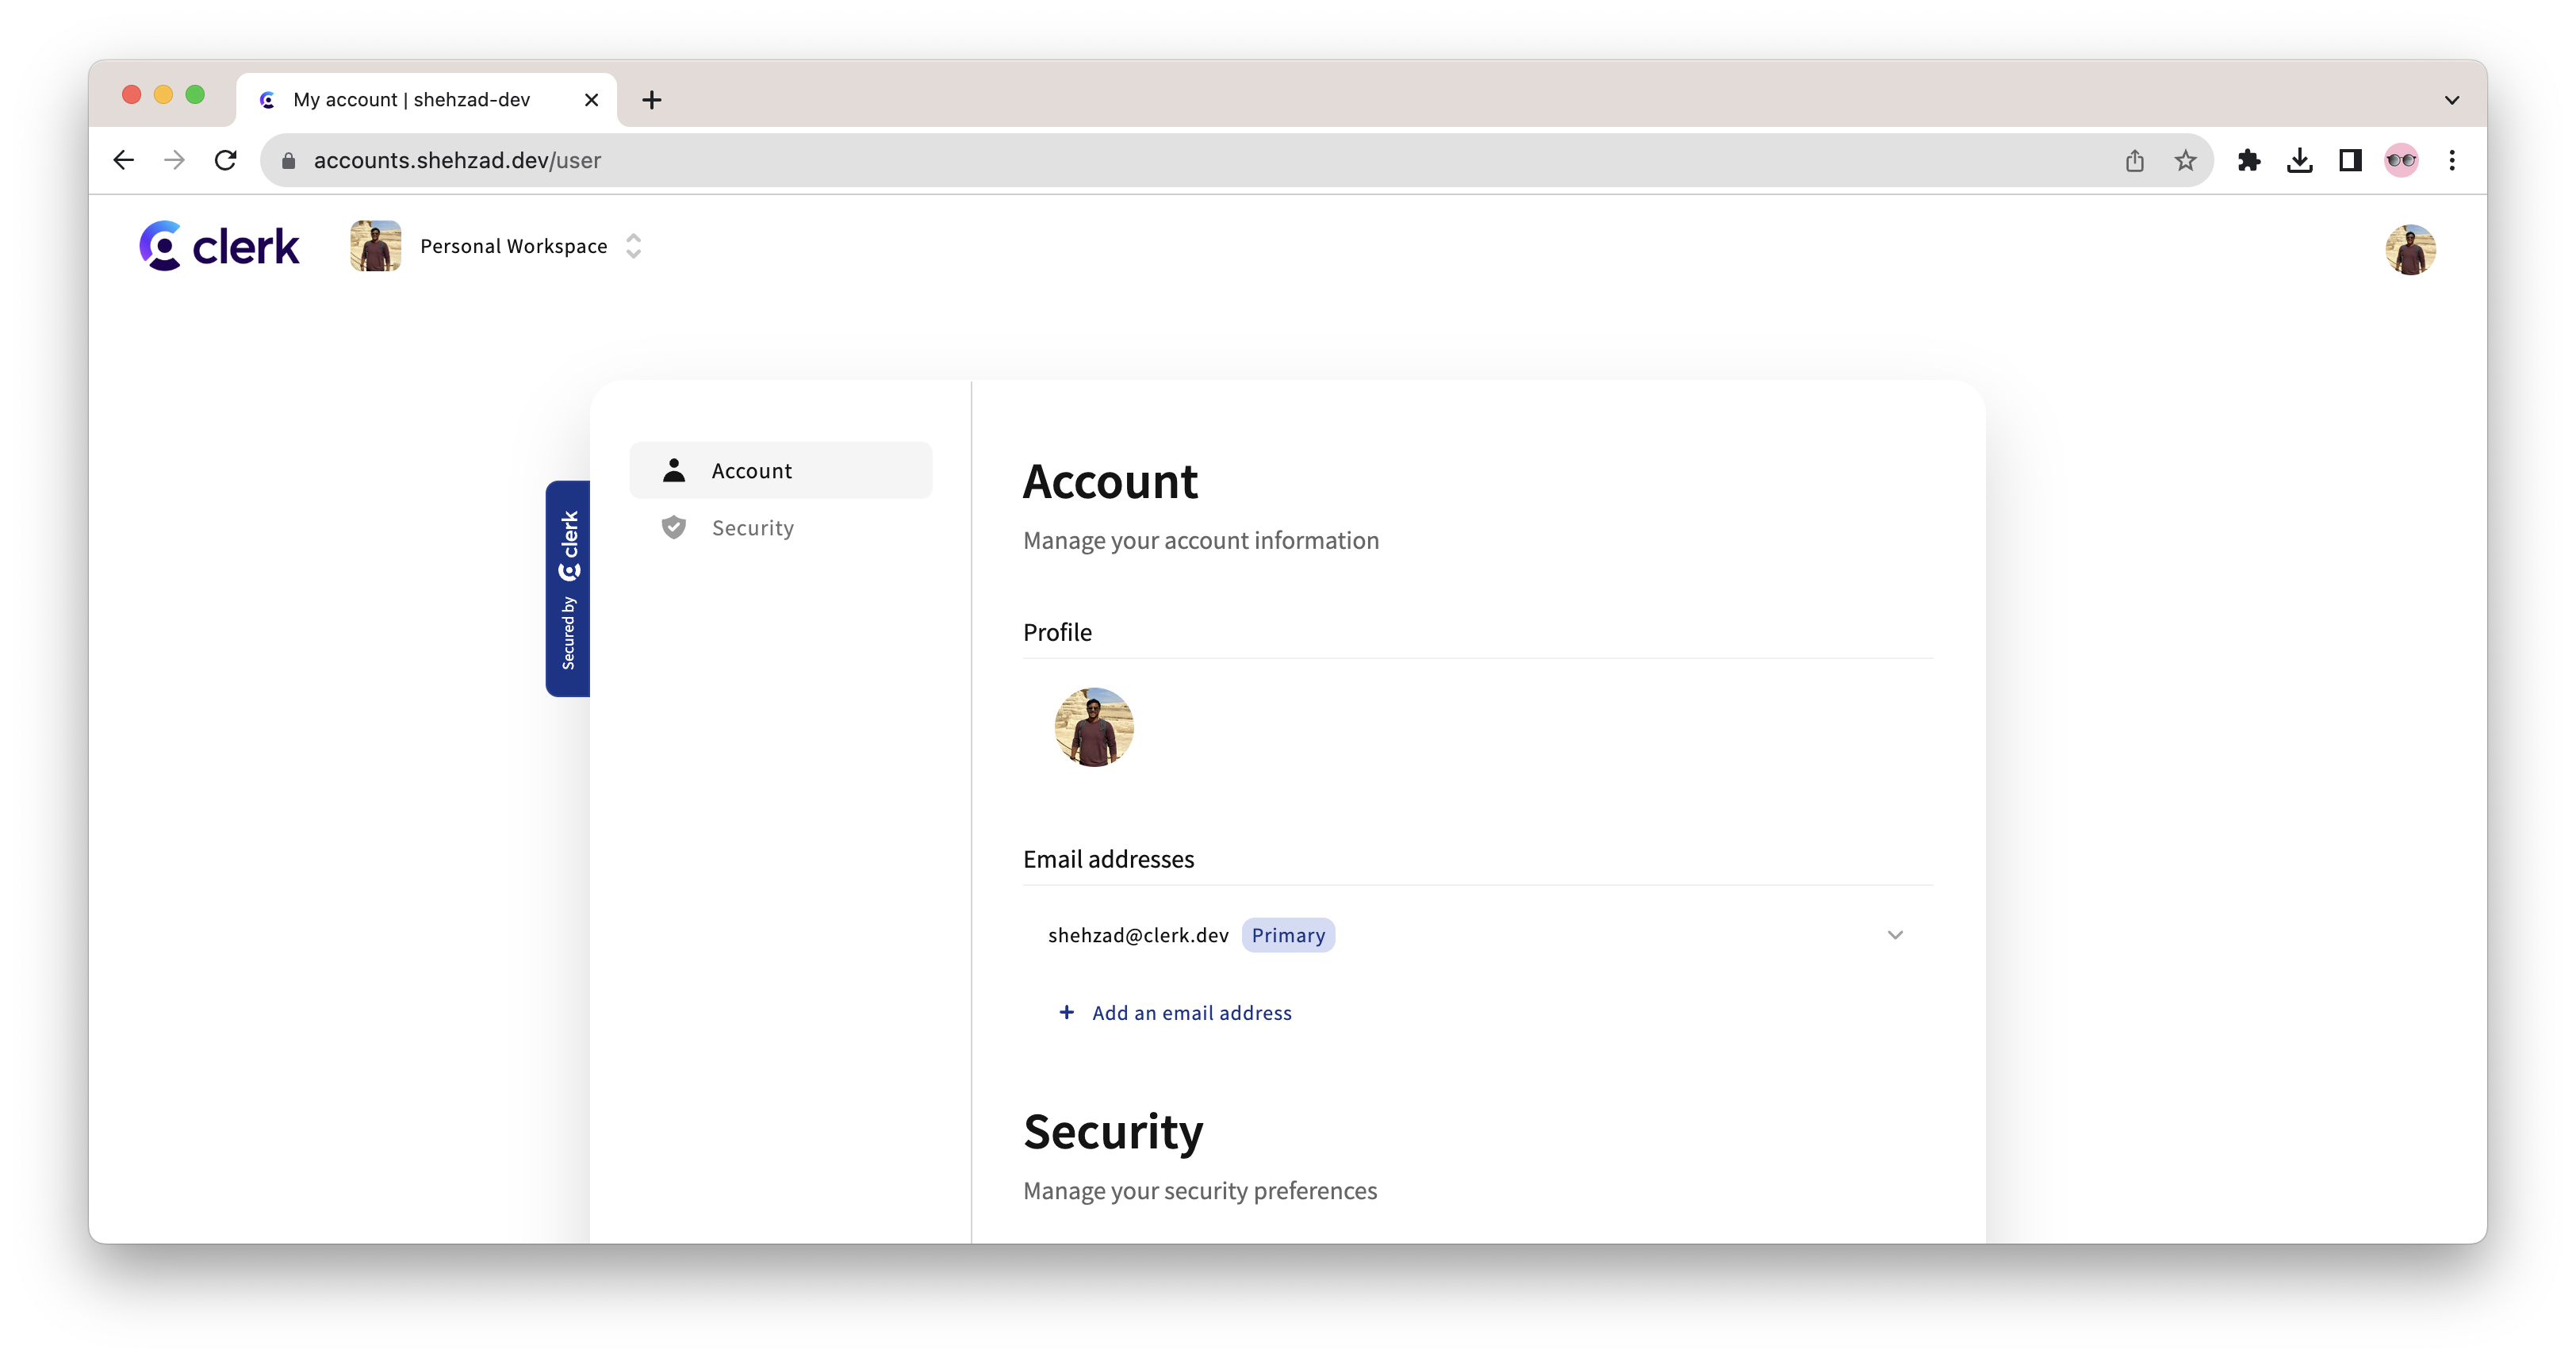 My account | shehzad-dev
accounts.shehzad.dev/user
clerk
Personal Workspace
Account
Security
Secured by clerk
Account
Manage your account information
Profile
Email addresses
shehzad@clerk.dev Primary
+ Add an email address
Security
Manage your security preferences